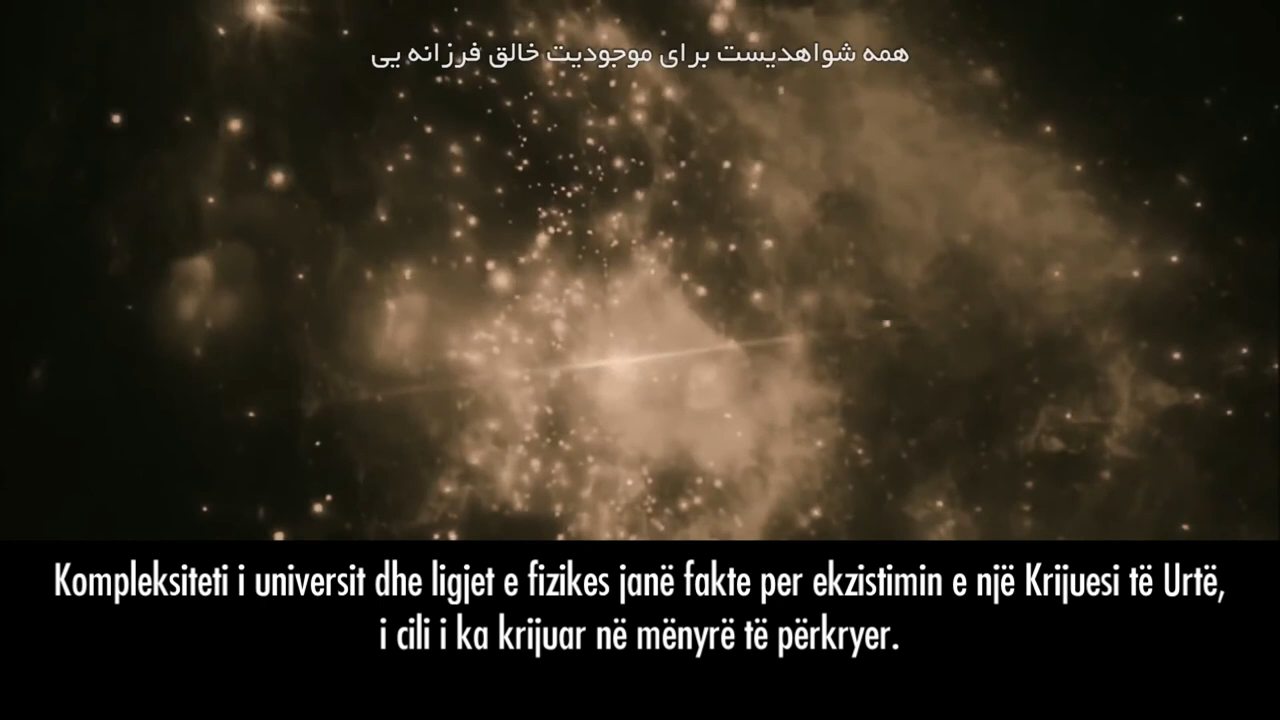 همه شواهدیست برای موجودیت خالق فرزانه یی
Kompleksiteti i universit dhe ligjet e fizikes janë fakte per ekzistimin e një Krijuesi të Urtë,
i cili i ka krijuar në mënyrë të përkryer.